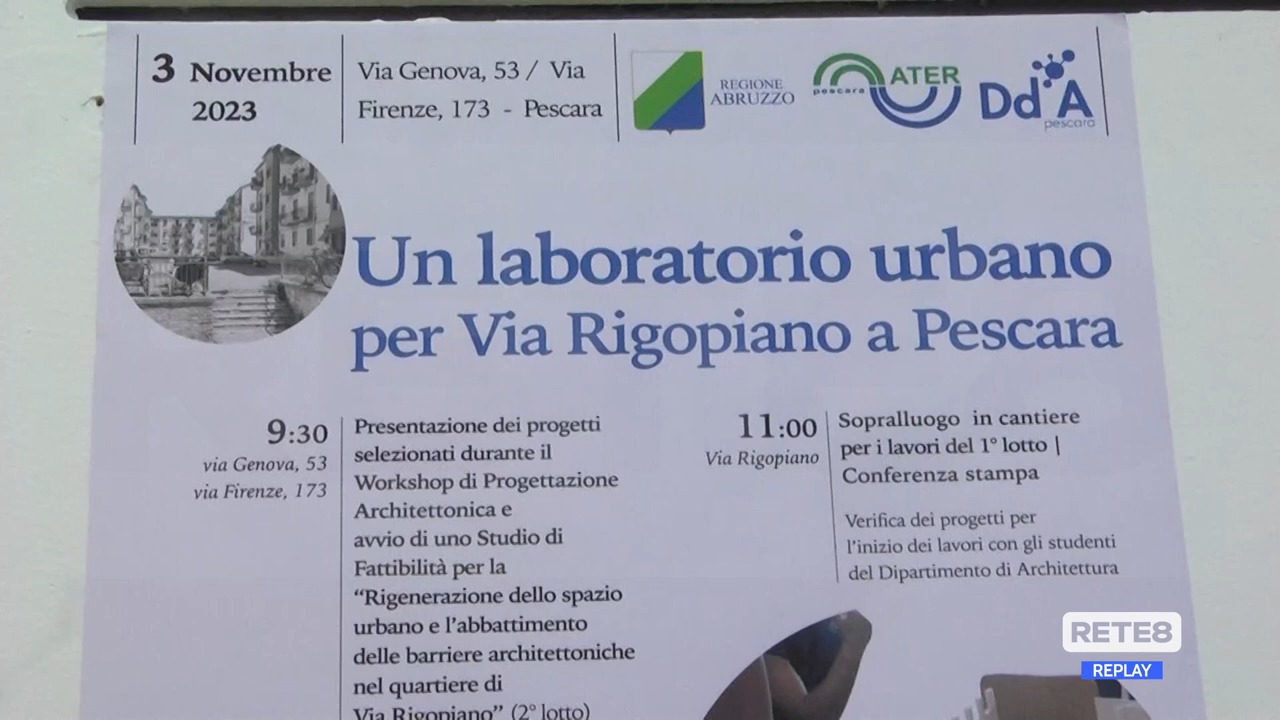 3 Novembre
2023
Via Genova, 53 / Via
Firenze, 173 - Pescara
REGIONE
ABRUZZO
pescara
ATER
DdA
pescara
Un laboratorio urbano
per Via Rigopiano a Pescara
9:30
via Genova, 53
via Firenze, 173
Presentazione dei progetti
selezionati durante il
Workshop di Progettazione
Architettonica e
avvio di uno Studio di
Fattibilità per la
“Rigenerazione dello spazio
urbano e l’abbattimento
delle barriere architettoniche
nel quartiere di
Via Rigopiano” (2° lotto)
11:00
Via Rigopiano
Sopralluogo in cantiere
per i lavori del 1° lotto |
Conferenza stampa
Verifica dei progetti per
l’inizio dei lavori con gli studenti
del Dipartimento di Architettura
RETE8
REPLAY